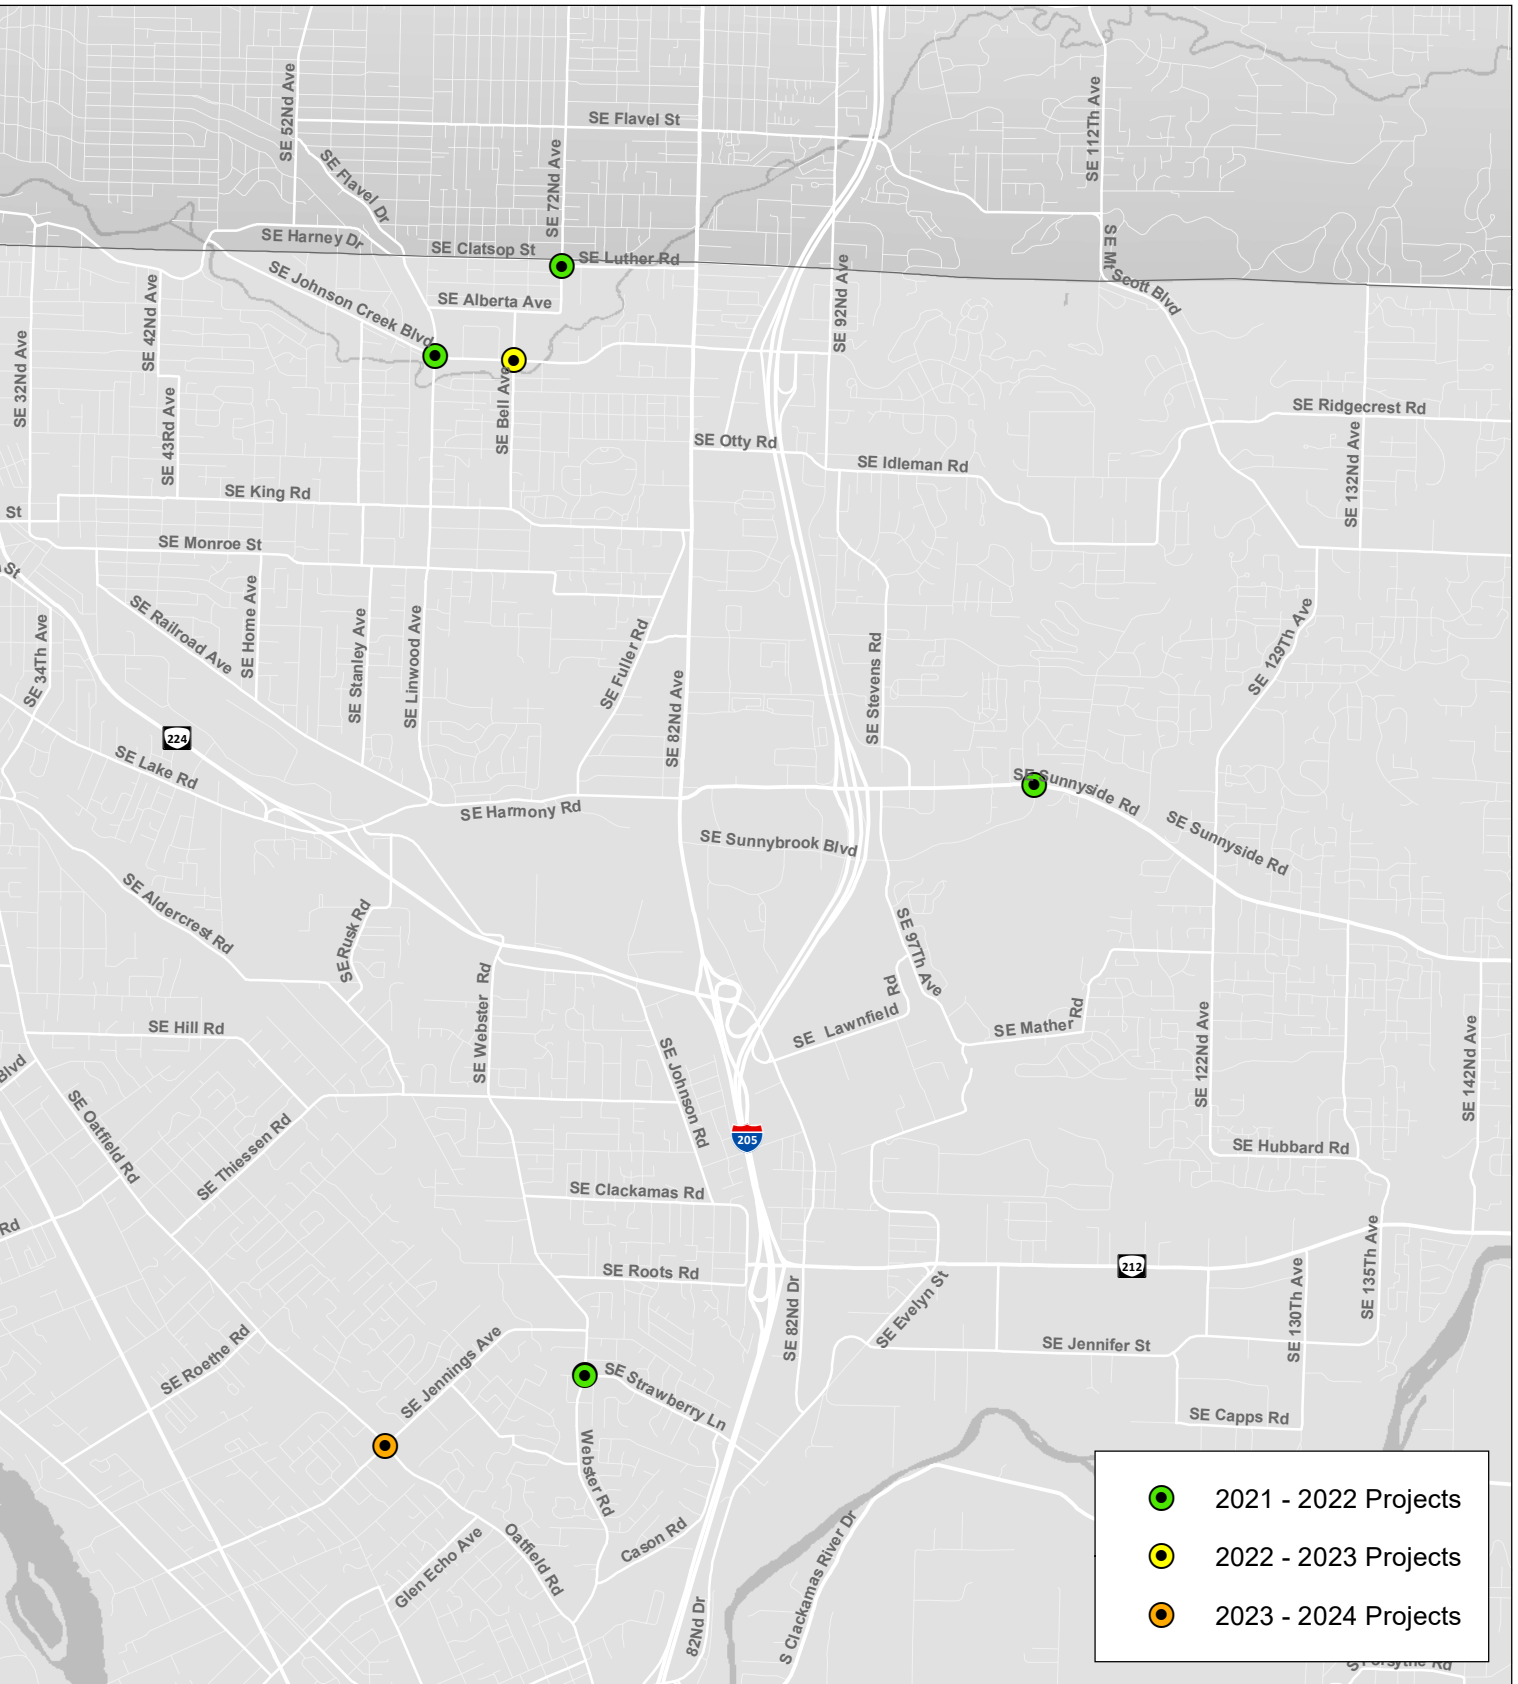 SE 52Nd Ave
SE Flavel St
SE 112Th Ave
SE Flavel Dr
SE 72Nd Ave
SE Harney Dr
SE Clatsop St
SE Luther Rd
SE Mt Scott Blvd
SE Johnson Creek Blvd
SE Alberta Ave
SE 92Nd Ave
SE 42Nd Ave
SE 32Nd Ave
SE 43Rd Ave
SE Bell Ave
SE Ridgecrest Rd
SE Otty Rd
SE Idleman Rd
SE 132Nd Ave
SE King Rd
St
SE Monroe St
St
SE Railroad Ave
SE Home Ave
SE Stanley Ave
SE Linwood Ave
SE Fuller Rd
SE 82Nd Ave
SE Stevens Rd
SE 129Th Ave
SE 34Th Ave
224
SE Lake Rd
SE Harmony Rd
SE Sunnyside Rd
SE Sunnyside Rd
SE Sunnybrook Blvd
SE Aldercrest Rd
SE Rusk Rd
SE 97Th Ave
SE Webster Rd
SE Lawnfield Rd
SE Mather Rd
SE Hill Rd
SE Johnson Rd
SE 122Nd Ave
SE 142Nd Ave
Blvd
SE Oatfield Rd
SE Thiessen Rd
205
SE Hubbard Rd
SE Clackamas Rd
Rd
SE Roots Rd
212
SE 135Th Ave
SE 82Nd Dr
SE Evelyn St
SE 130Th Ave
SE Jennifer St
SE Roethe Rd
SE Jennings Ave
SE Strawberry Ln
SE Capps Rd
Webster Rd
Oatfield Rd
Cason Rd
Glen Echo Ave
82Nd Dr
S Clackamas River Dr
2021 - 2022 Projects
2022 - 2023 Projects
2023 - 2024 Projects
S Forsythe Rd